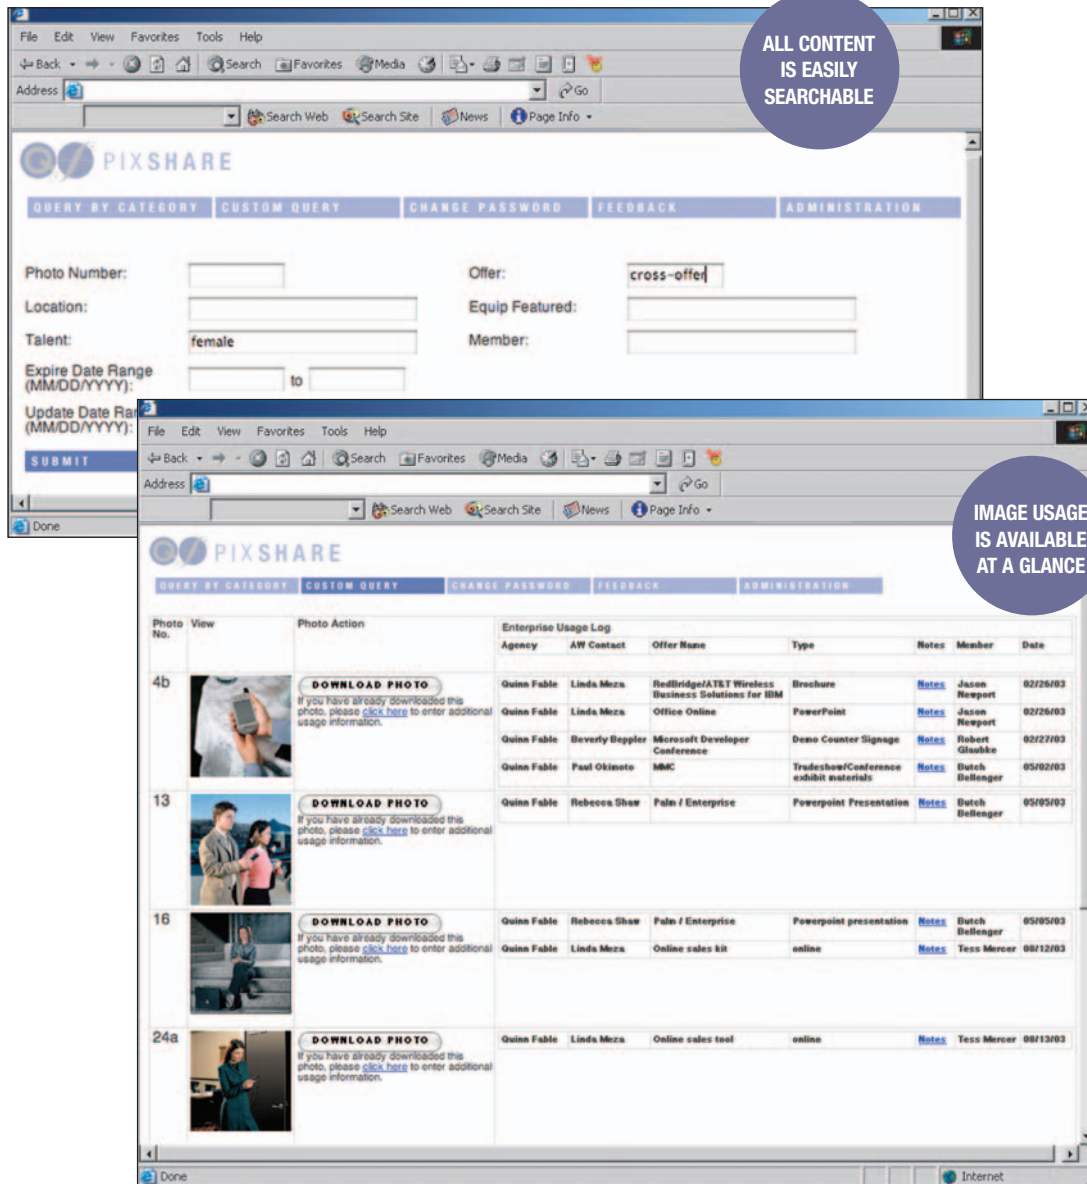 File Edit View Favorites Tools Help
Back Search Favorites Media
Address Go
Search Web Search Site News Page Info
ALL CONTENT
IS EASILY
SEARCHABLE
PIXSHARE
QUERY BY CATEGORY CUSTOM QUERY CHANGE PASSWORD FEEDBACK ADMINISTRATION
Photo Number: Offer: cross-offer
Location: Equip Featured:
Talent: female Member:
Expire Date Range
(MM/DD/YYYY): to
Update Date Ra
(MM/DD/YYYY):
SUBMIT
Done
File Edit View Favorites Tools Help
Back Search Favorites Media
Address Go
Search Web Search Site News Page Info
IMAGE USAGE
IS AVAILABLE
AT A GLANCE
PIXSHARE
QUERY BY CATEGORY CUSTOM QUERY CHANGE PASSWORD FEEDBACK ADMINISTRATION
Photo No. View Photo Action Enterprise Usage Log
Agency AW Contact Offer Name Type Notes Member Date
4b DOWNLOAD PHOTO
If you have already downloaded this
photo, please click here to enter additional
usage information.
Quinn Fable Linda Meza RedBridge/AT&T Wireless Business Solutions for IBM Brochure Notes Jason Newport 02/26/03
Quinn Fable Linda Meza Office Online PowerPoint Notes Jason Newport 02/26/03
Quinn Fable Beverly Beppler Microsoft Developer Conference Demo Counter Signage Notes Robert Glaubke 02/27/03
Quinn Fable Paul Okimoto MMC Tradeshow/Conference exhibit materials Notes Butch Bellenger 05/02/03
13 DOWNLOAD PHOTO
If you have already downloaded this
photo, please click here to enter additional
usage information.
Quinn Fable Rebecca Shaw Palm / Enterprise Powerpoint Presentation Notes Butch Bellenger 05/05/03
16 DOWNLOAD PHOTO
If you have already downloaded this
photo, please click here to enter additional
usage information.
Quinn Fable Rebecca Shaw Palm / Enterprise Powerpoint presentation Notes Butch Bellenger 05/05/03
Quinn Fable Linda Meza Online sales kit online Notes Tess Mercer 08/12/03
24a DOWNLOAD PHOTO
If you have already downloaded this
photo, please click here to enter additional
usage information.
Quinn Fable Linda Meza Online sales tool online Notes Tess Mercer 08/13/03
Done Internet